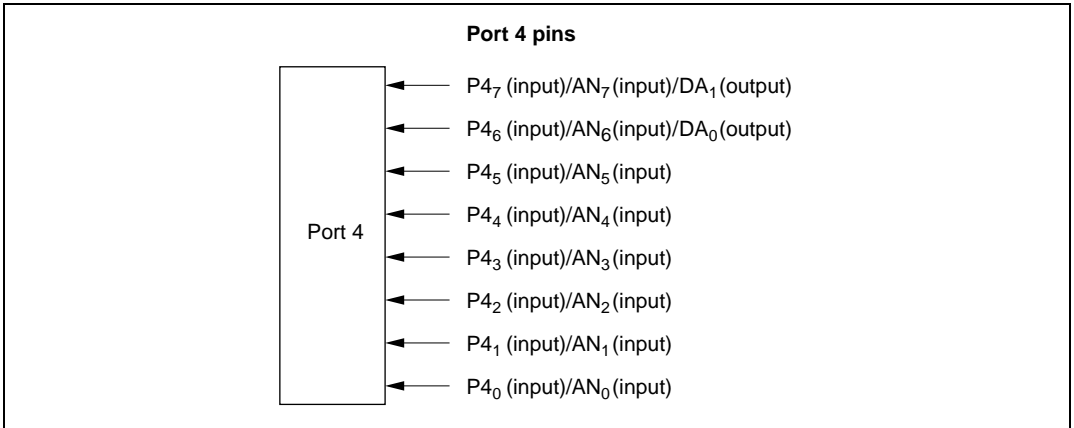 Port 4 pins
P4₇ (input)/AN₇(input)/DA₁(output)
P4₆ (input)/AN₆(input)/DA₀(output)
P4₅ (input)/AN₅(input)
P4₄ (input)/AN₄(input)
Port 4
P4₃ (input)/AN₃(input)
P4₂ (input)/AN₂(input)
P4₁ (input)/AN₁(input)
P4₀ (input)/AN₀(input)